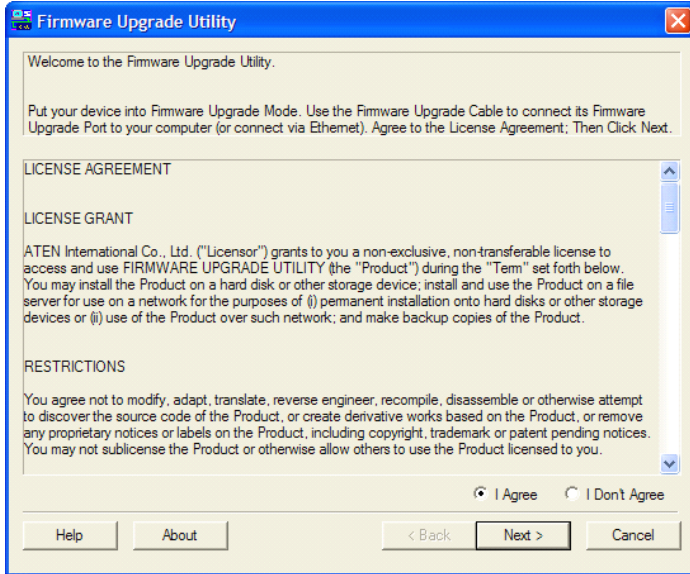 Firmware Upgrade Utility
Welcome to the Firmware Upgrade Utility.
Put your device into Firmware Upgrade Mode. Use the Firmware Upgrade Cable to connect its Firmware
Upgrade Port to your computer (or connect via Ethernet). Agree to the License Agreement; Then Click Next.
LICENSE AGREEMENT
LICENSE GRANT
ATEN International Co., Ltd. ("Licensor") grants to you a non-exclusive, non-transferable license to
access and use FIRMWARE UPGRADE UTILITY (the "Product") during the "Term" set forth below.
You may install the Product on a hard disk or other storage device; install and use the Product on a file
server for use on a network for the purposes of (i) permanent installation onto hard disks or other storage
devices or (ii) use of the Product over such network; and make backup copies of the Product.
RESTRICTIONS
You agree not to modify, adapt, translate, reverse engineer, recompile, disassemble or otherwise attempt
to discover the source code of the Product, or create derivative works based on the Product, or remove
any proprietary notices or labels on the Product, including copyright, trademark or patent pending notices.
You may not sublicense the Product or otherwise allow others to use the Product licensed to you.
I Agree I Don't Agree
Help About < Back Next > Cancel